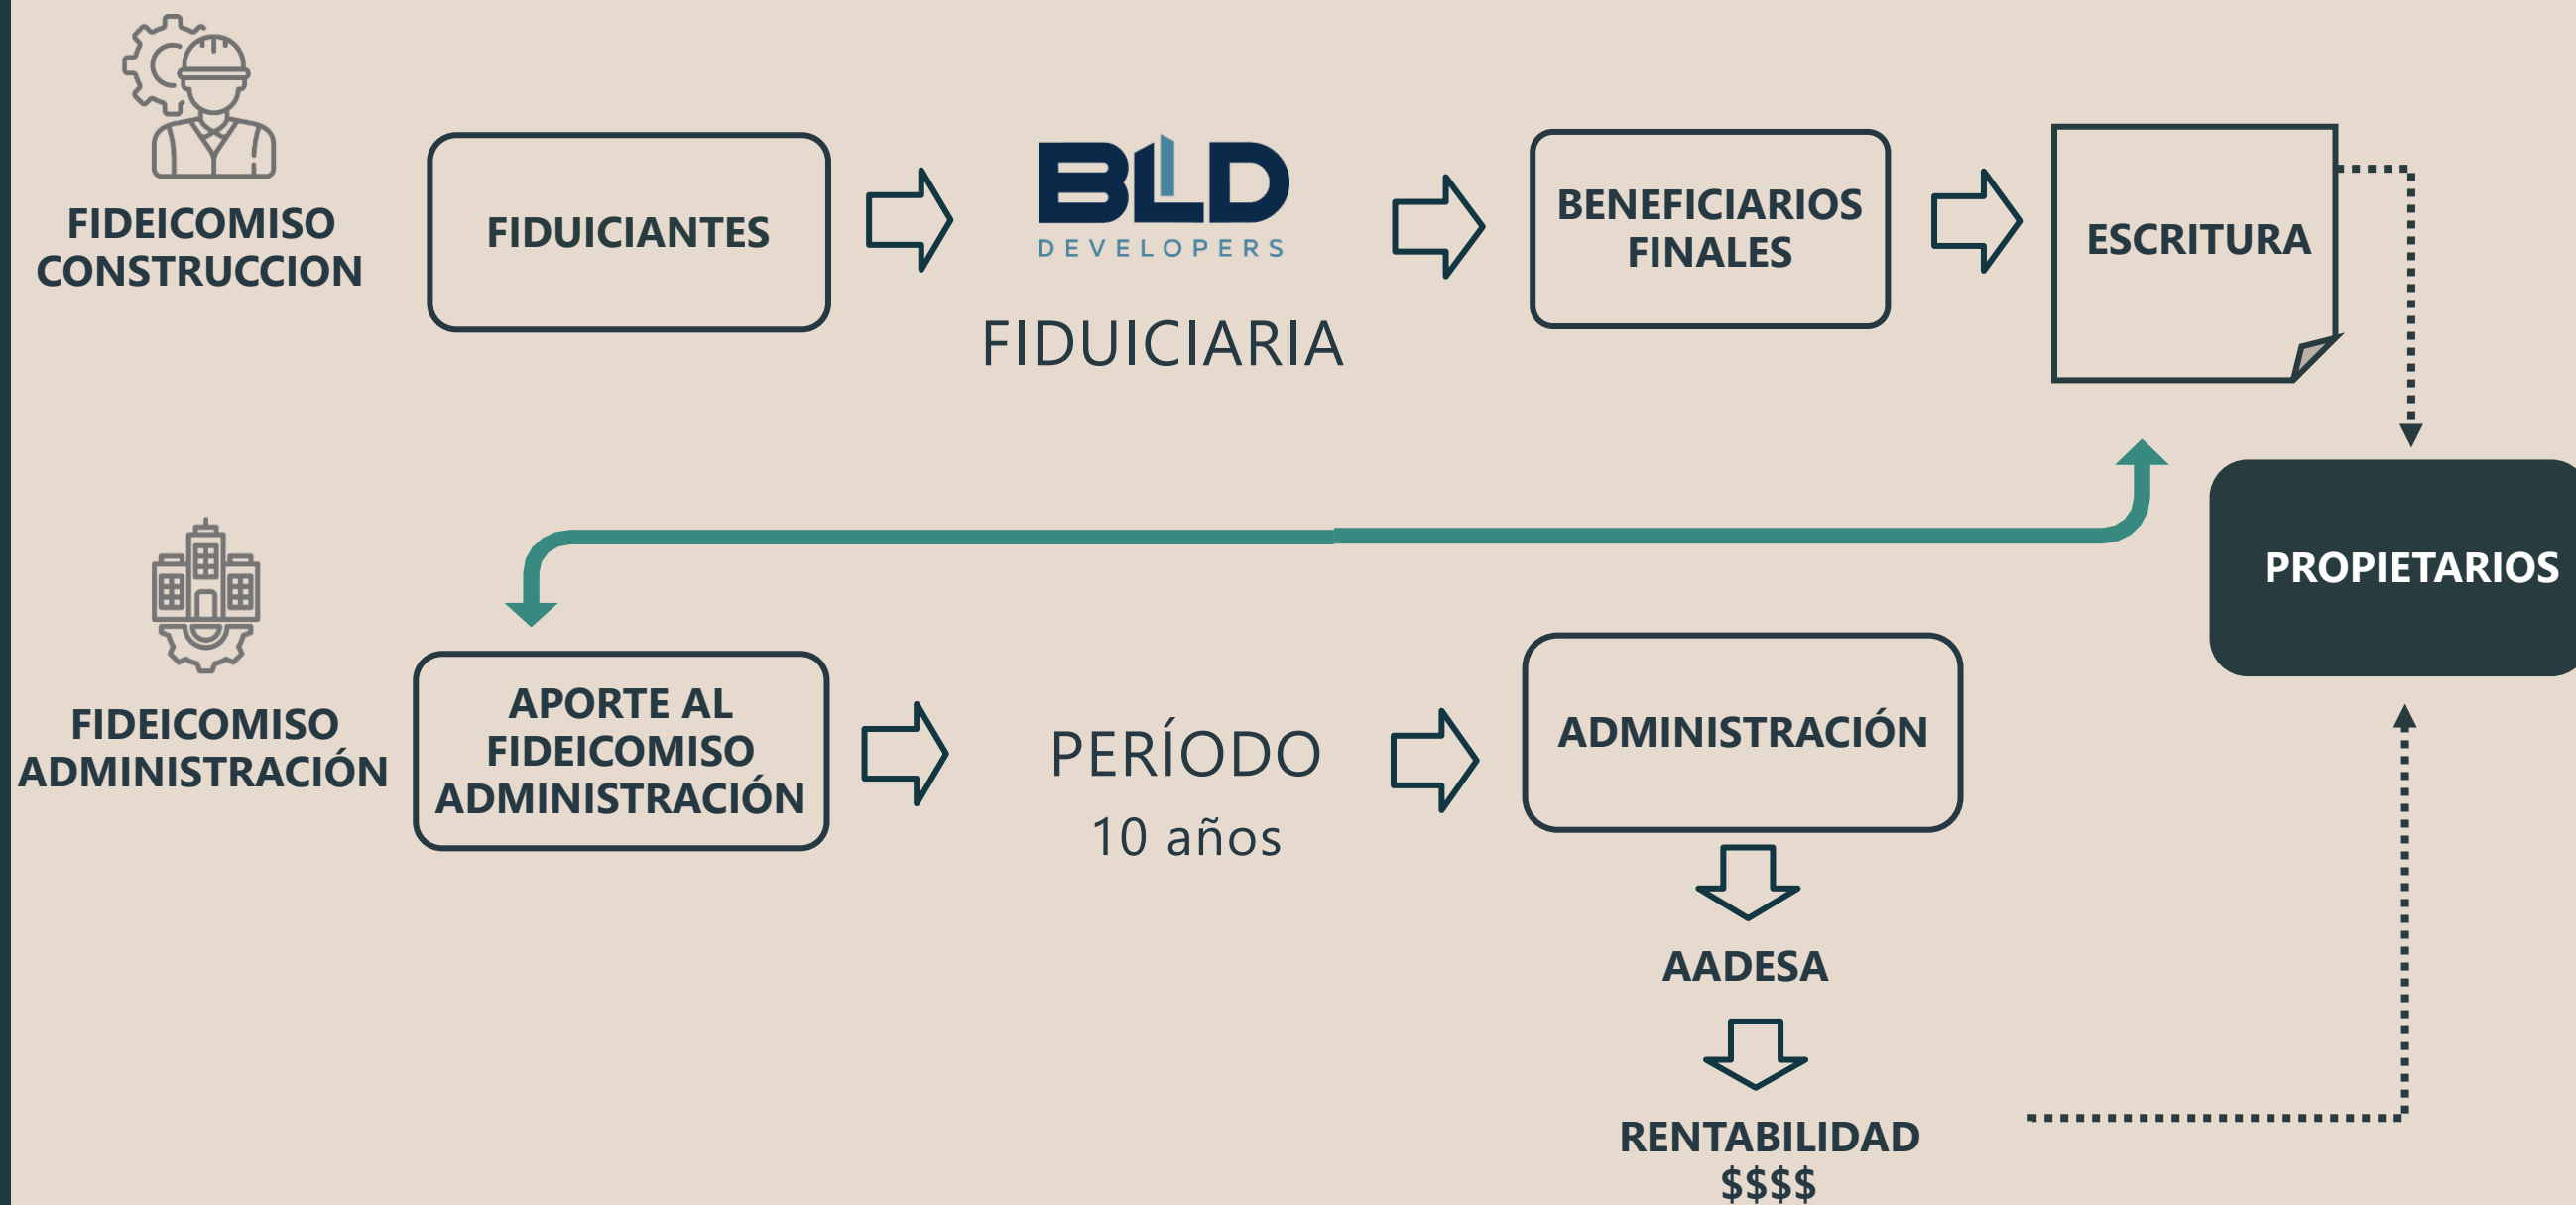 FIDEICOMISO
CONSTRUCCION
FIDUICIANTES
BLD
DEVELOPERS
FIDUICIARIA
BENEFICIARIOS
FINALES
ESCRITURA
PROPIETARIOS
FIDEICOMISO
ADMINISTRACIÓN
APORTE AL
FIDEICOMISO
ADMINISTRACIÓN
PERÍODO
10 años
ADMINISTRACIÓN
AADESA
RENTABILIDAD
$$$$